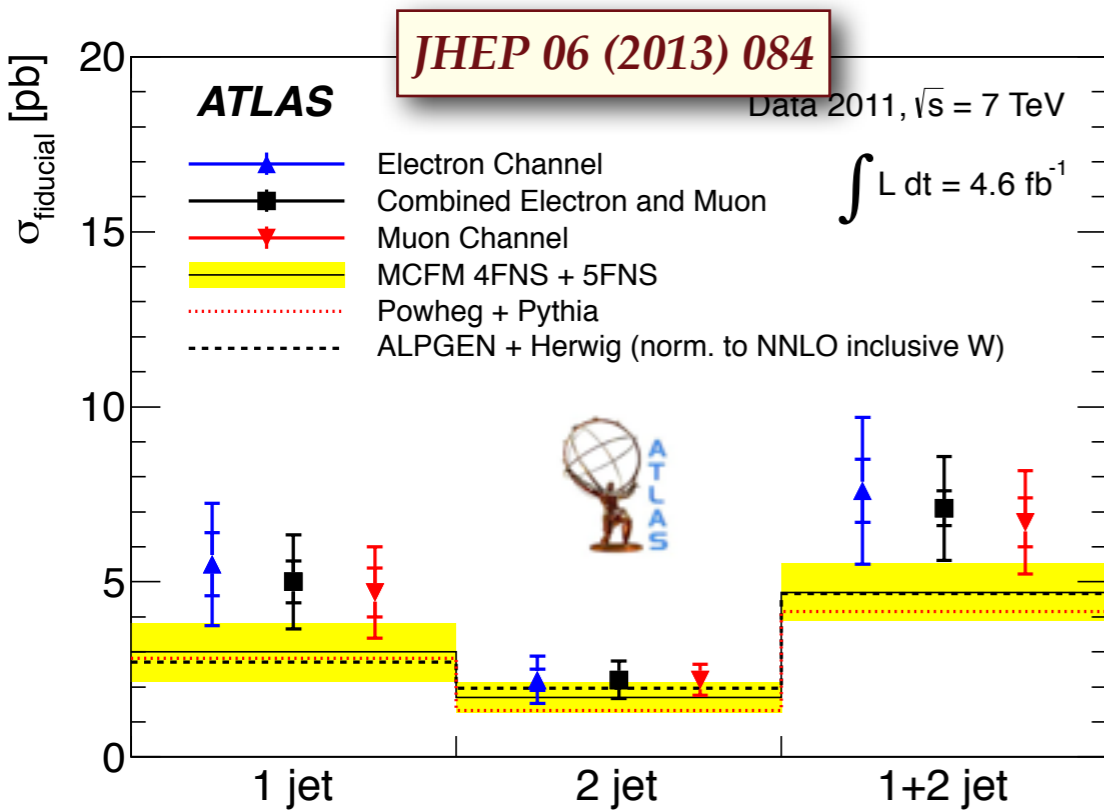 JHEP 06 (2013) 084
20
15
10
5
0
σfiducial [pb]
ATLAS
Data 2011, √s = 7 TeV
∫ L dt = 4.6 fb⁻¹
Electron Channel
Combined Electron and Muon
Muon Channel
MCFM 4FNS + 5FNS
Powheg + Pythia
ALPGEN + Herwig (norm. to NNLO inclusive W)
ATLAS
1 jet
2 jet
1+2 jet